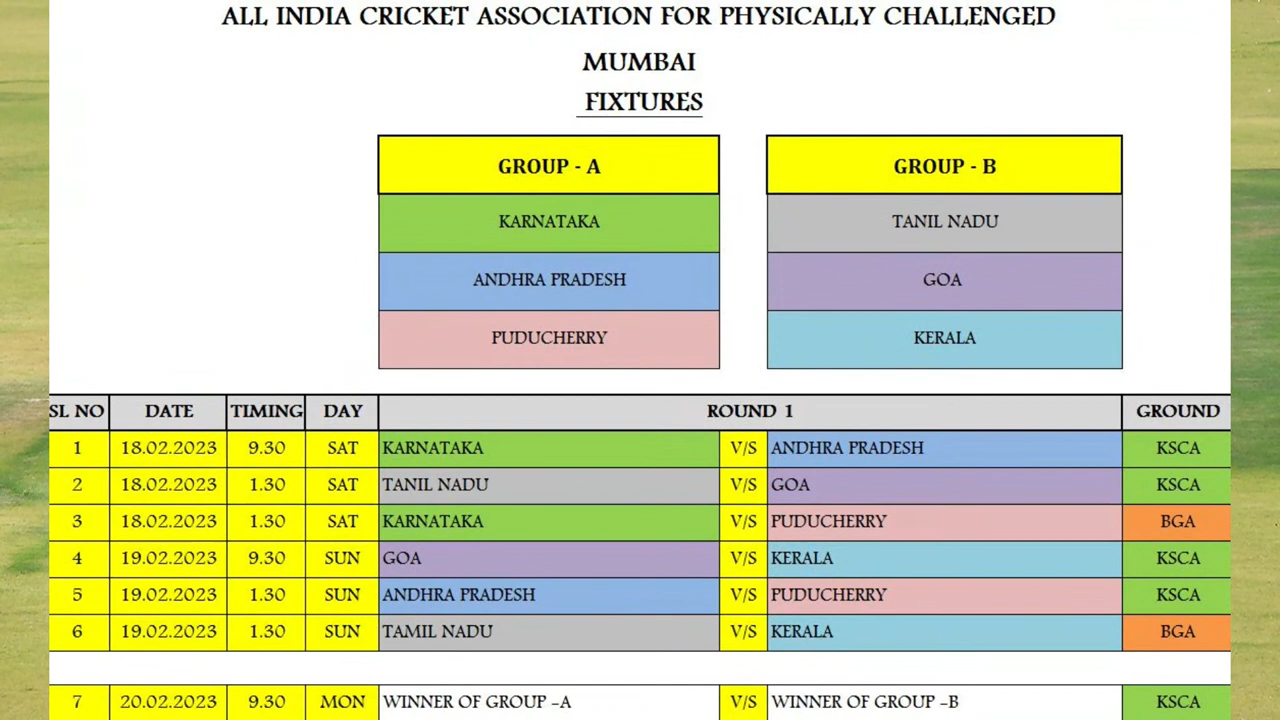 ALL INDIA CRICKET ASSOCIATION FOR PHYSICALLY CHALLENGED
MUMBAI
FIXTURES
GROUP - A GROUP - B
KARNATAKA TANIL NADU
ANDHRA PRADESH GOA
PUDUCHERRY KERALA
SL NO DATE TIMING DAY ROUND 1 GROUND
1 18.02.2023 9.30 SAT KARNATAKA V/S ANDHRA PRADESH KSCA
2 18.02.2023 1.30 SAT TANIL NADU V/S GOA KSCA
3 18.02.2023 1.30 SAT KARNATAKA V/S PUDUCHERRY BGA
4 19.02.2023 9.30 SUN GOA V/S KERALA KSCA
5 19.02.2023 1.30 SUN ANDHRA PRADESH V/S PUDUCHERRY KSCA
6 19.02.2023 1.30 SUN TAMIL NADU V/S KERALA BGA
7 20.02.2023 9.30 MON WINNER OF GROUP -A V/S WINNER OF GROUP -B KSCA